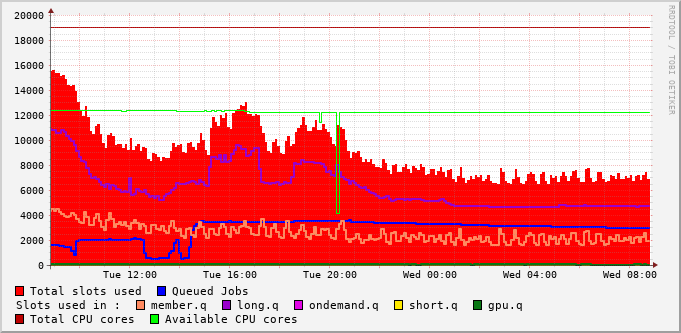 20000
18000
16000
14000
12000
10000
8000
6000
4000
2000
0
Tue 12:00 Tue 16:00 Tue 20:00 Wed 00:00 Wed 04:00 Wed 08:00
RRDTOOL / TOBI OETIKER
Total slots used Queued Jobs
Slots used in : member.q long.q ondemand.q short.q gpu.q
Total CPU cores Available CPU cores